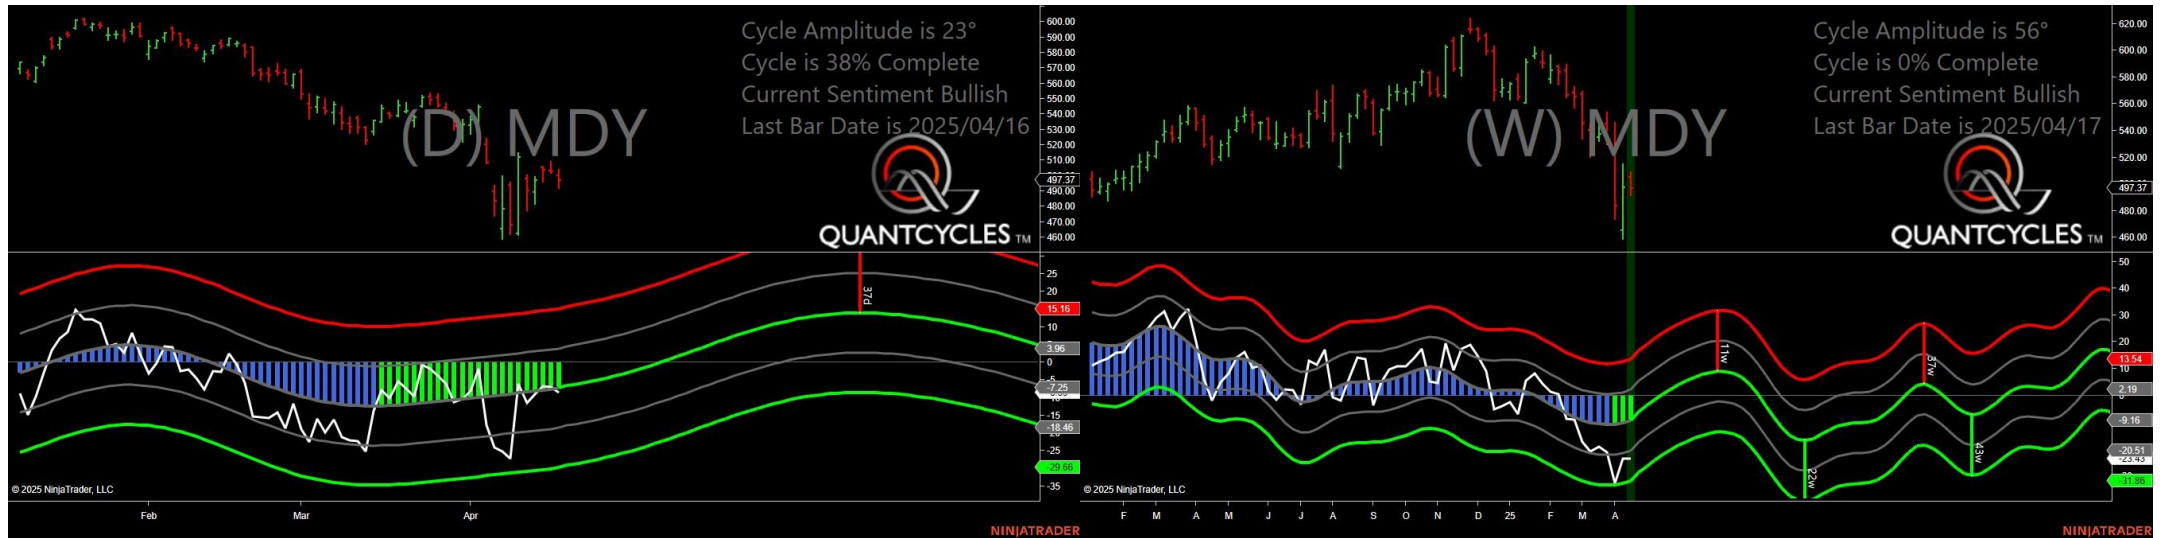 Cycle Amplitude is 23°
Cycle is 38% Complete
Current Sentiment Bullish
Last Bar Date is 2025/04/16
(D) MDY
QUANTCYCLES TM
600.00
590.00
580.00
570.00
560.00
550.00
540.00
530.00
520.00
510.00
497.37
490.00
480.00
470.00
460.00
37d
25
20
15.16
10
3.96
0
-7.25
-15
-18.46
-25
-29.66
-35
© 2025 NinjaTrader, LLC
Feb
Mar
Apr
NINJATRADER
Cycle Amplitude is 56°
Cycle is 0% Complete
Current Sentiment Bullish
Last Bar Date is 2025/04/17
(W) MDY
QUANTCYCLES TM
620.00
600.00
580.00
560.00
540.00
520.00
497.37
480.00
460.00
11w
22w
37w
43w
50
40
30
20
13.54
10
2.19
0
-9.16
-20.51
-23.43
-31.86
© 2025 NinjaTrader, LLC
F
M
A
M
J
J
A
S
O
N
D
25
F
M
A
NINJATRADER